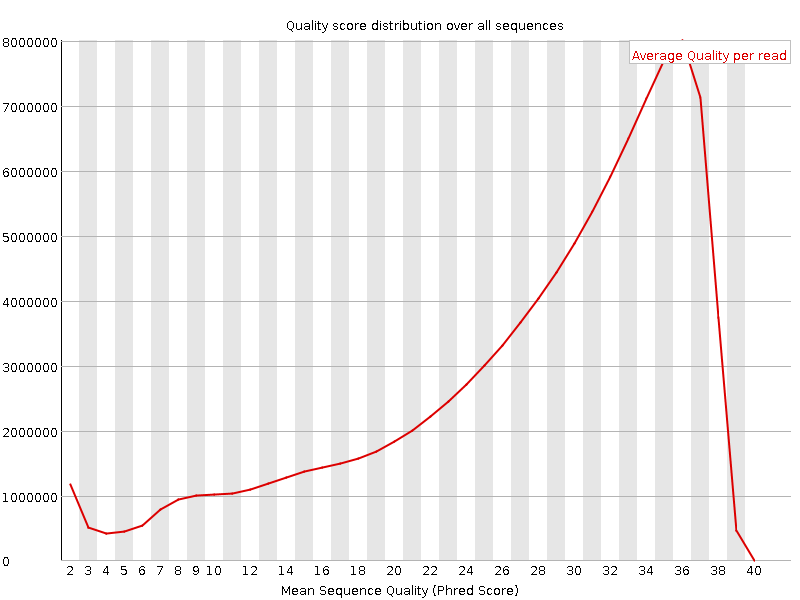 Quality score distribution over all sequences
8000000
Average Quality per read
7000000
6000000
5000000
4000000
3000000
2000000
1000000
0
2 3 4 5 6 7 8 9 10 12 14 16 18 20 22 24 26 28 30 32 34 36 38 40
Mean Sequence Quality (Phred Score)